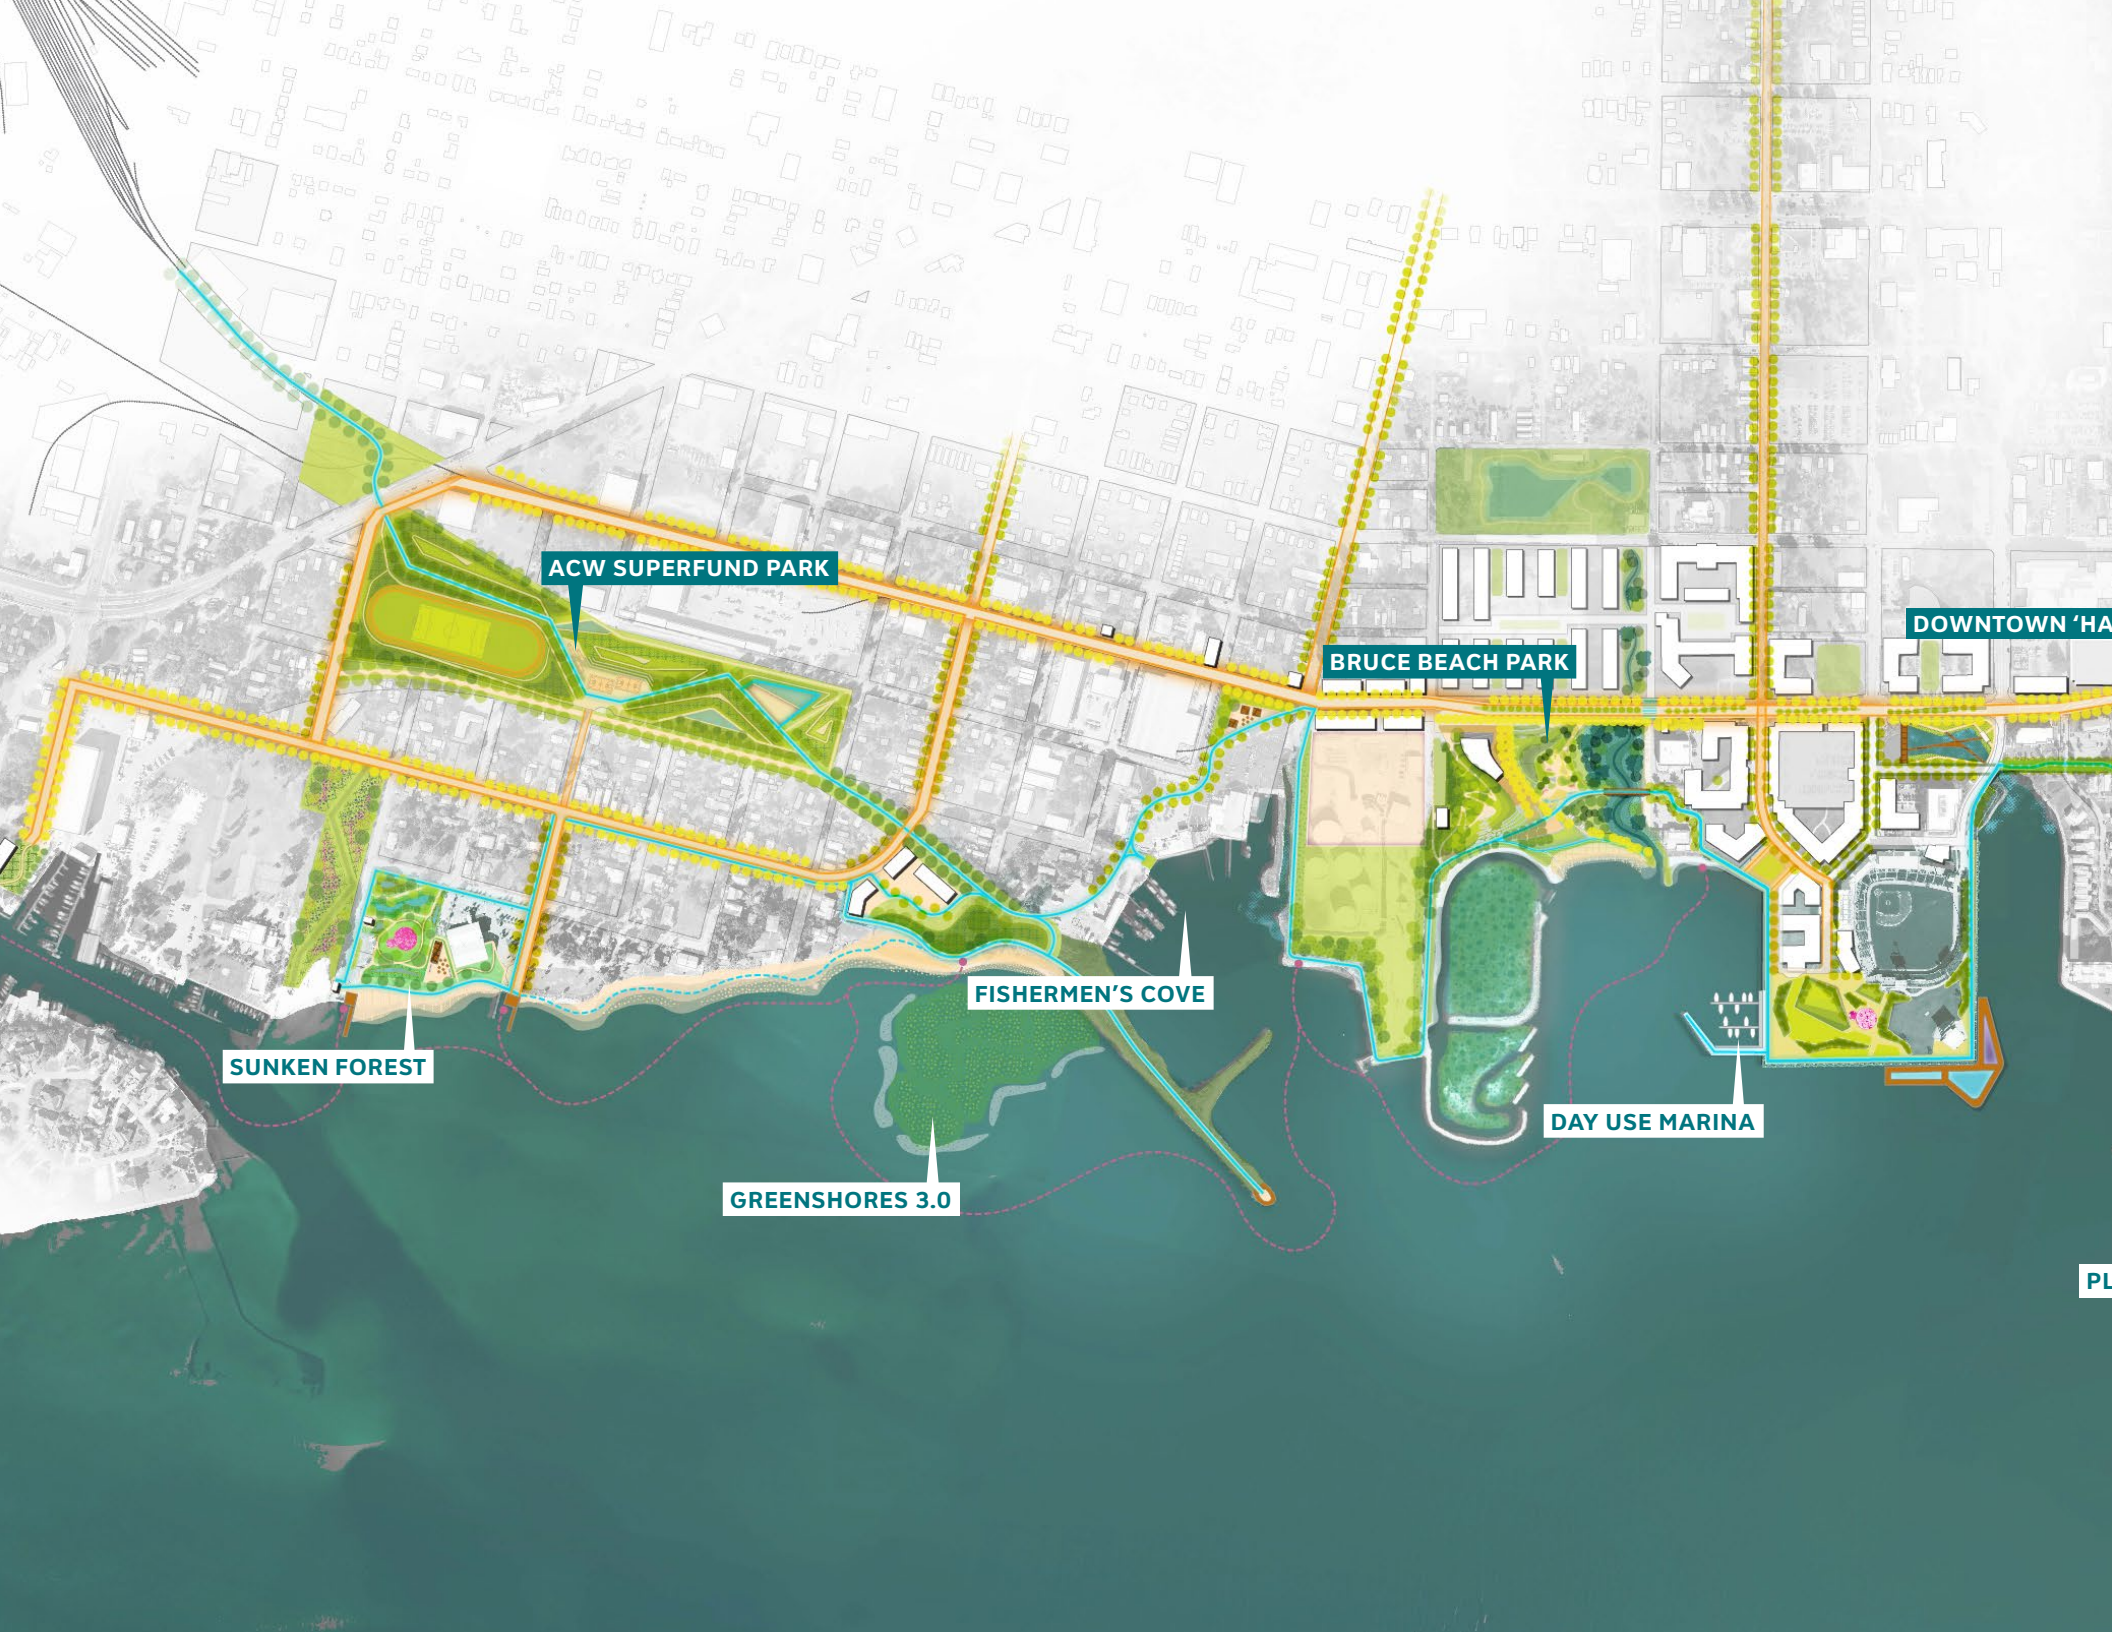 ACW SUPERFUND PARK
DOWNTOWN ‘HA
BRUCE BEACH PARK
FISHERMEN’S COVE
SUNKEN FOREST
DAY USE MARINA
GREENSHORES 3.0
PL